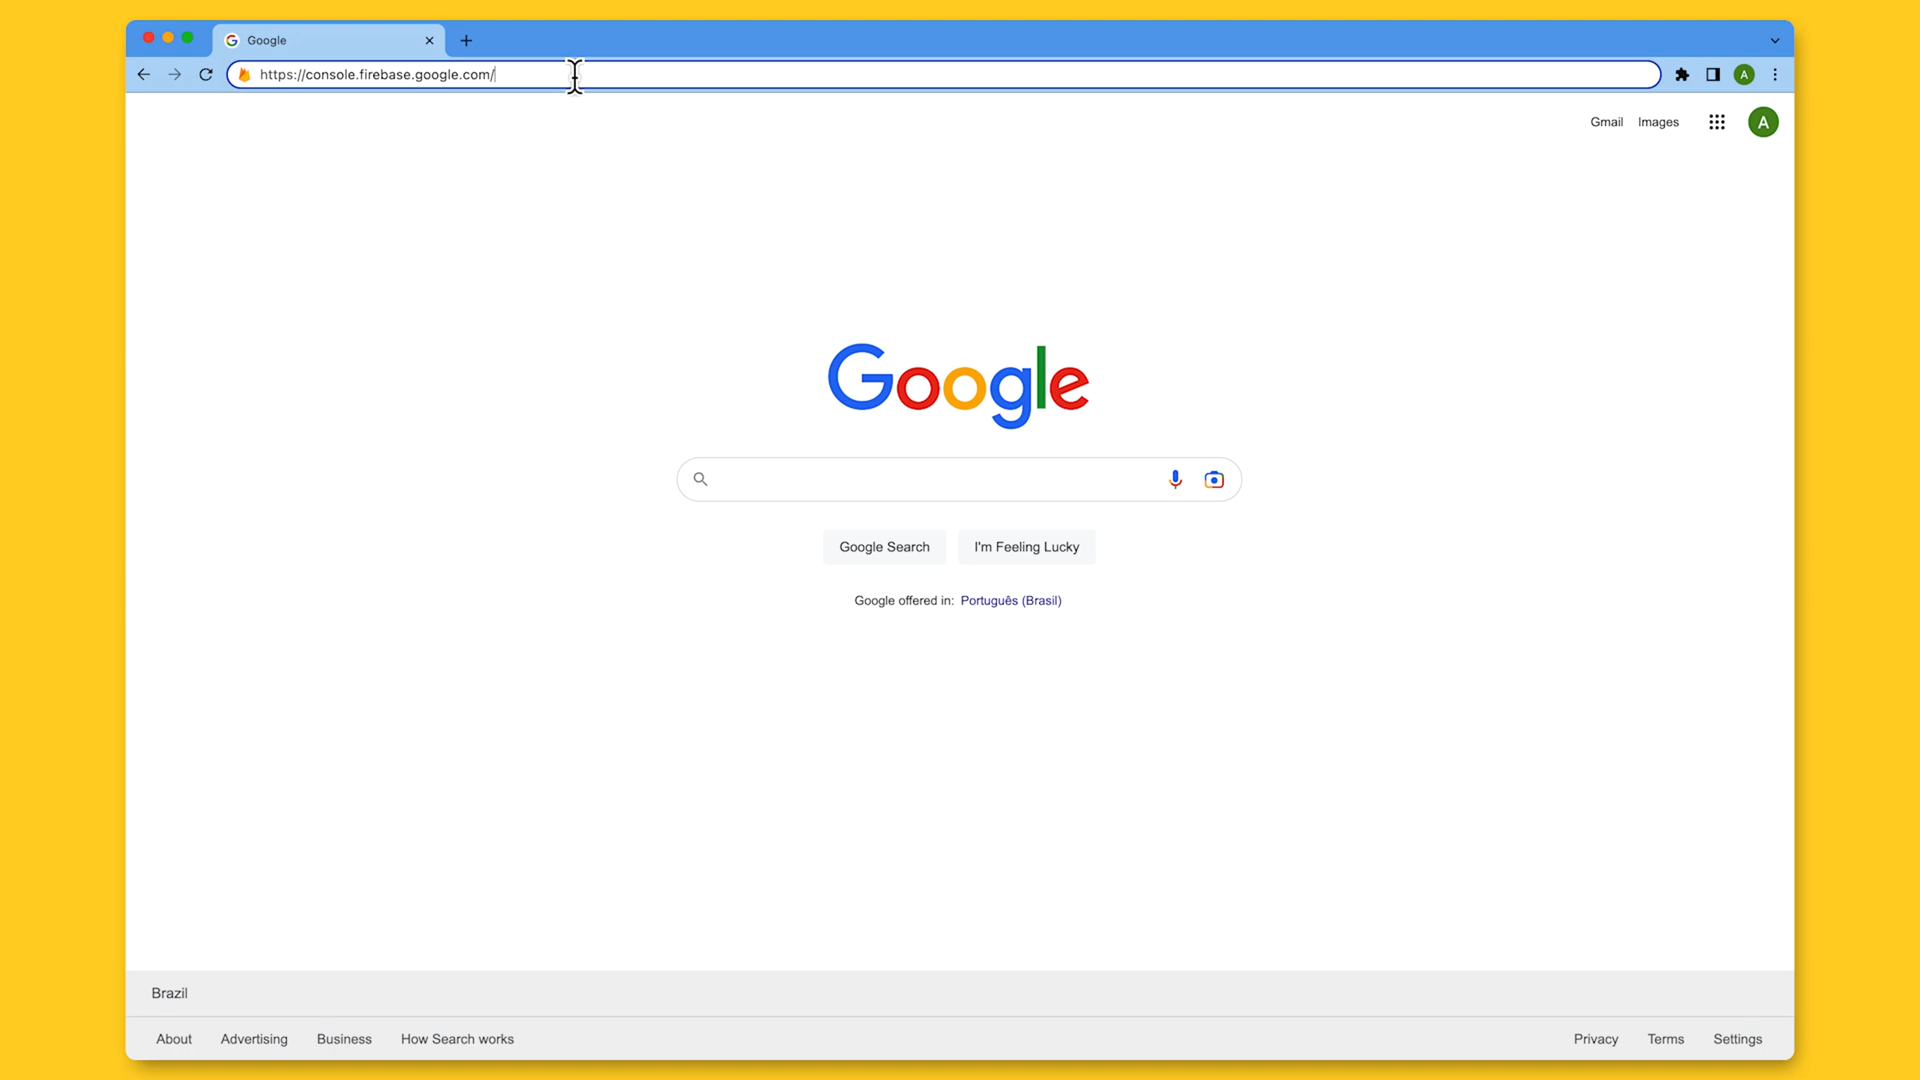 Google
https://console.firebase.google.com/
A
Gmail Images A
Google
Google Search I'm Feeling Lucky
Google offered in: Português (Brasil)
Brazil
About Advertising Business How Search works Privacy Terms Settings